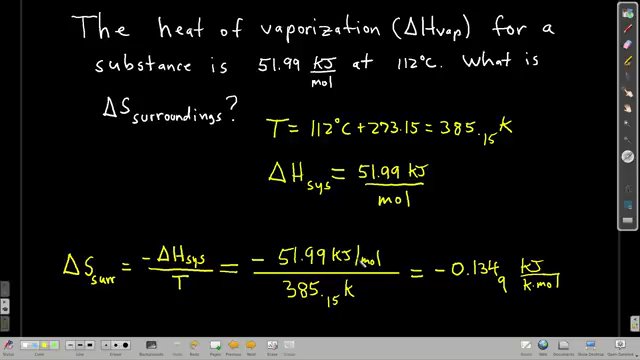 The heat of vaporization (ΔHvap) for a
substance is 51.99 kJ/mol at 112°C. What is
ΔSsurroundings?
T = 112°C + 273.15 = 385.15 K
ΔHsys = 51.99 kJ/mol
ΔSsurr = -ΔHsys/T = - 51.99 kJ/mol / 385.15 K = - 0.1349 kJ/K·mol